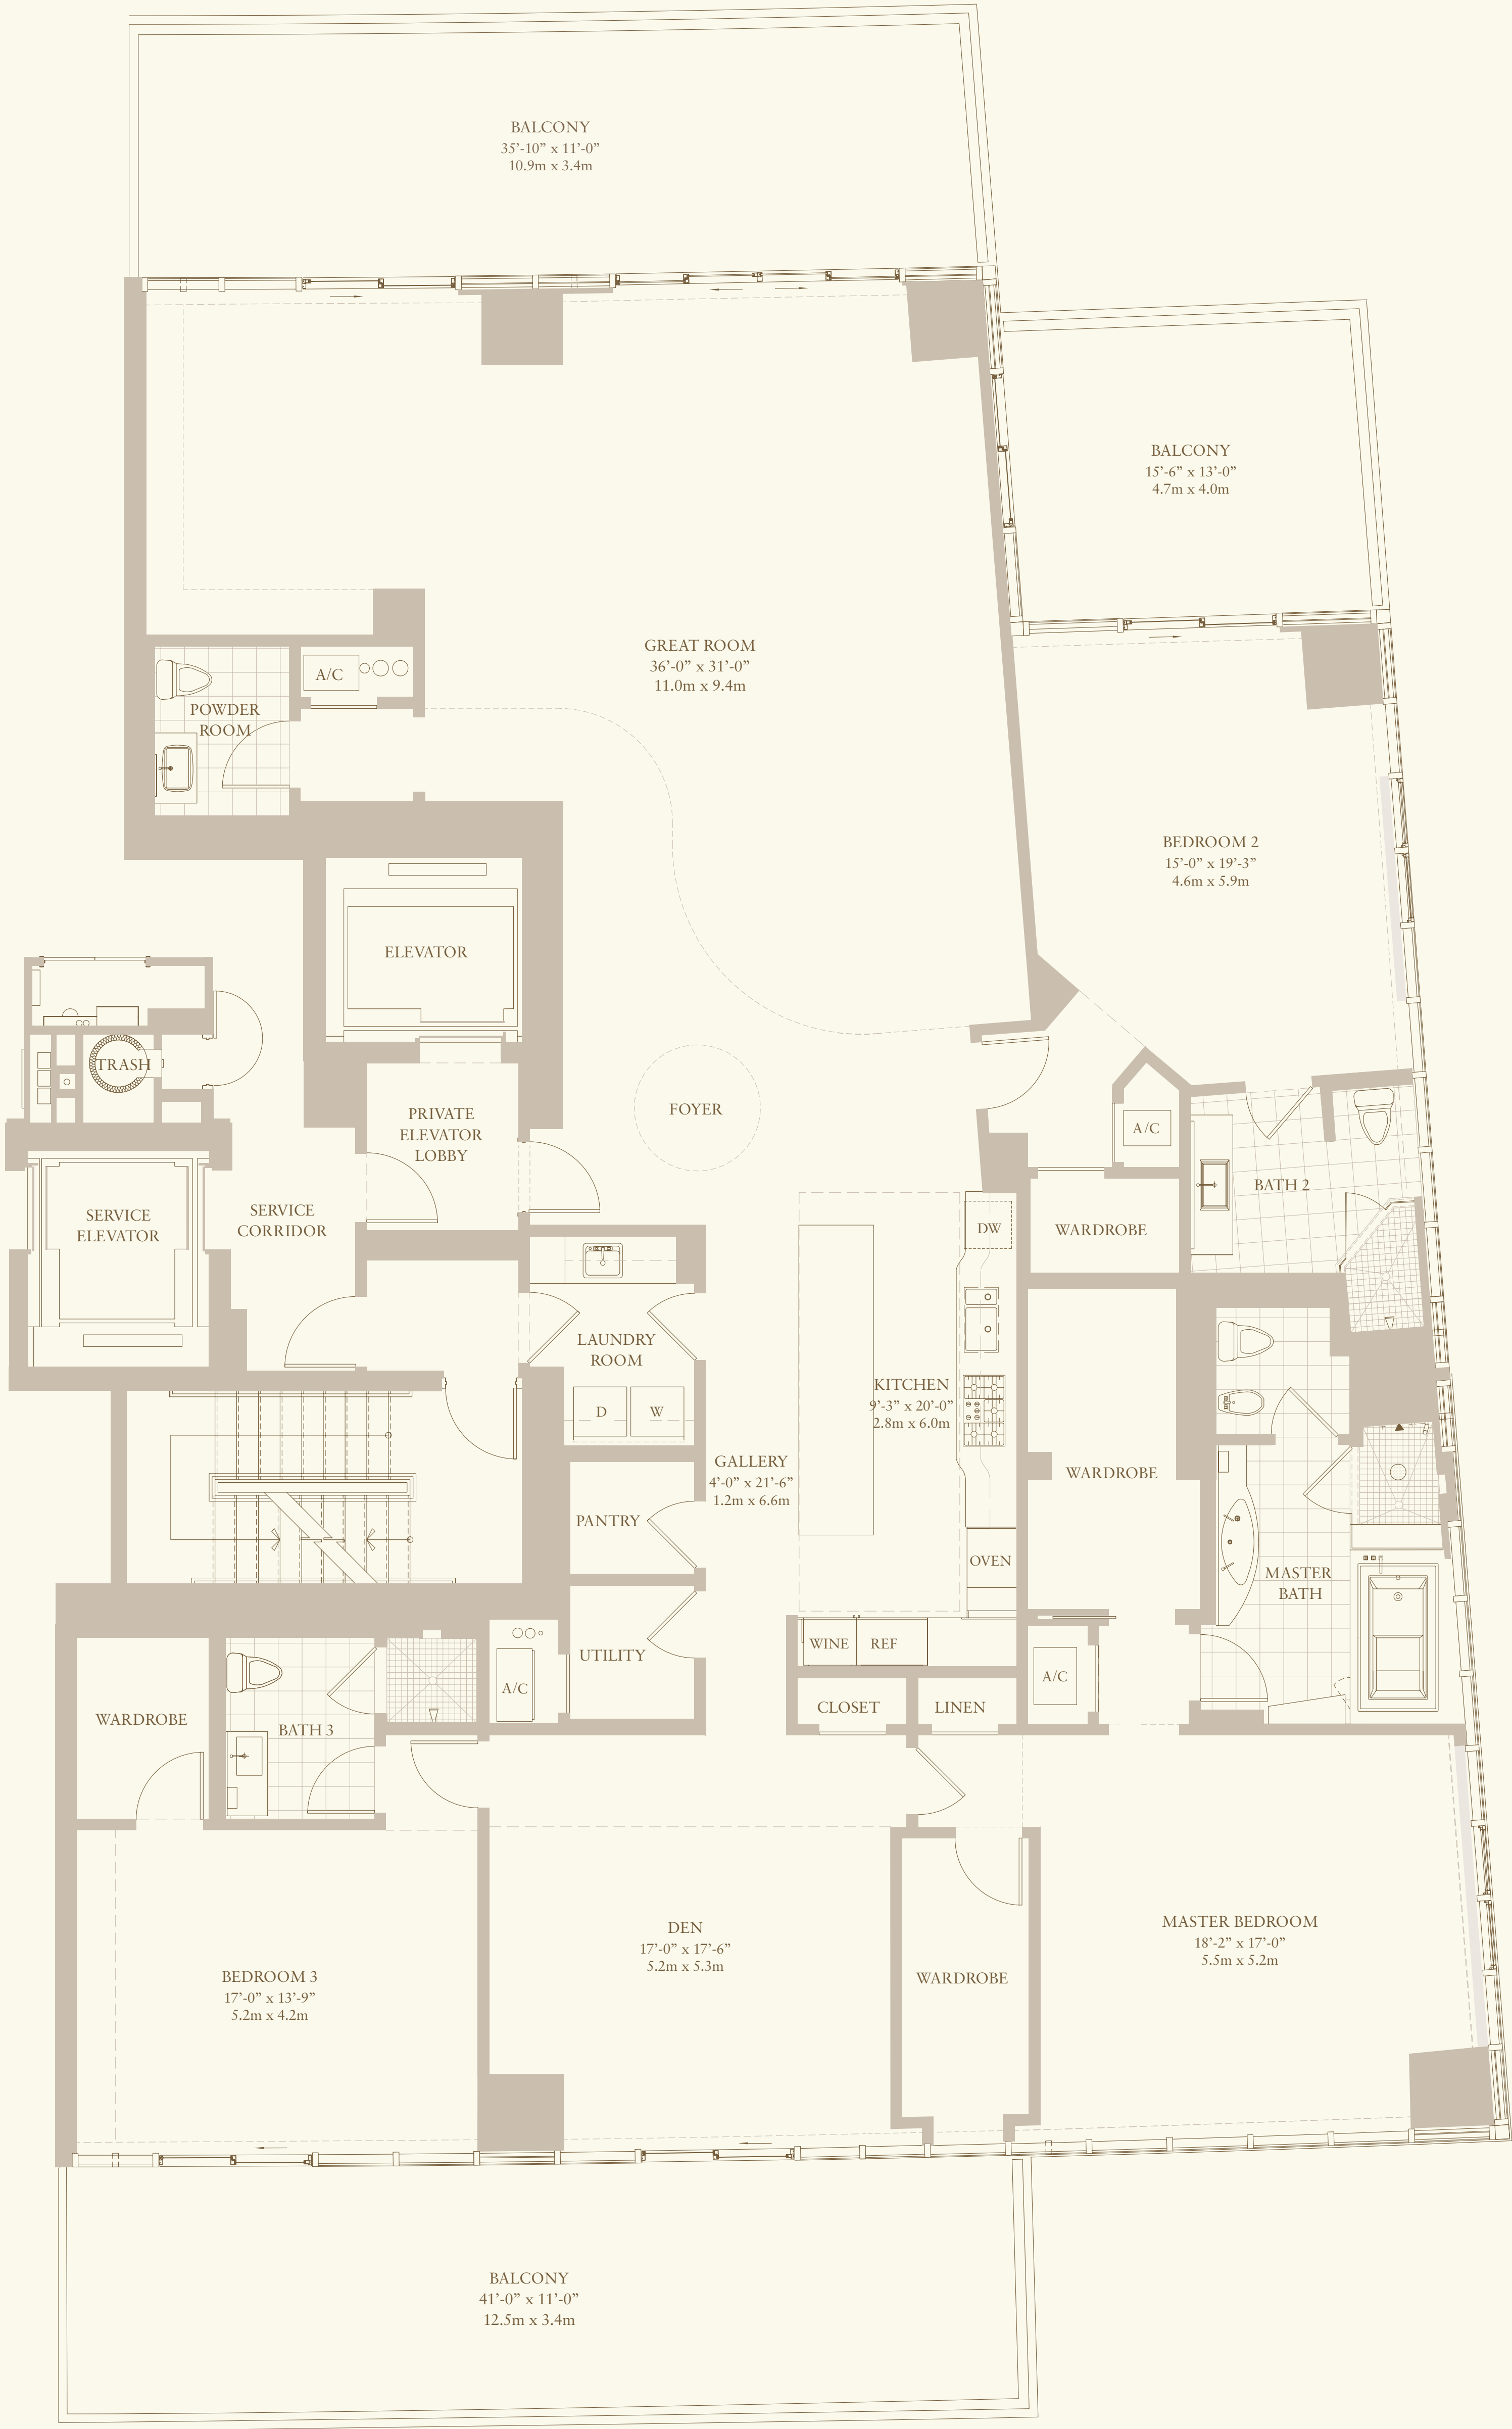 BALCONY
35’-10” x 11’-0”
10.9m x 3.4m
BALCONY
15’-6” x 13’-0”
4.7m x 4.0m
GREAT ROOM
36’-0” x 31’-0”
11.0m x 9.4m
A/C
POWDER
ROOM
BEDROOM 2
15’-0” x 19’-3”
4.6m x 5.9m
ELEVATOR
TRASH
PRIVATE
ELEVATOR
LOBBY
FOYER
A/C
BATH 2
SERVICE
ELEVATOR
SERVICE
CORRIDOR
DW
WARDROBE
LAUNDRY
ROOM
D
W
KITCHEN
9’-3” x 20’-0”
2.8m x 6.0m
GALLERY
4’-0” x 21’-6”
1.2m x 6.6m
WARDROBE
PANTRY
OVEN
MASTER
BATH
UTILITY
WINE
REF
A/C
A/C
CLOSET
LINEN
WARDROBE
BATH 3
DEN
17’-0” x 17’-6”
5.2m x 5.3m
MASTER BEDROOM
18’-2” x 17’-0”
5.5m x 5.2m
BEDROOM 3
17’-0” x 13’-9”
5.2m x 4.2m
WARDROBE
BALCONY
41’-0” x 11’-0”
12.5m x 3.4m